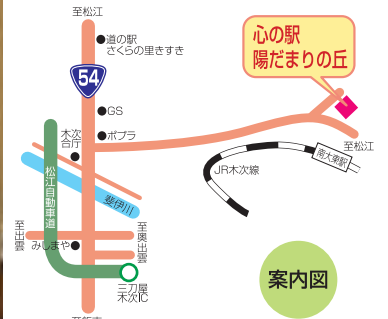 至松江
道の駅
さくらの里きすき
心の駅
陽だまりの丘
54
GS
ポプラ
木次
合庁
至松江
南大東駅
JR木次線
松江自動車道
斐伊川
至出雲
みしまや
至奥出雲
三刀屋
木次IC
案内図